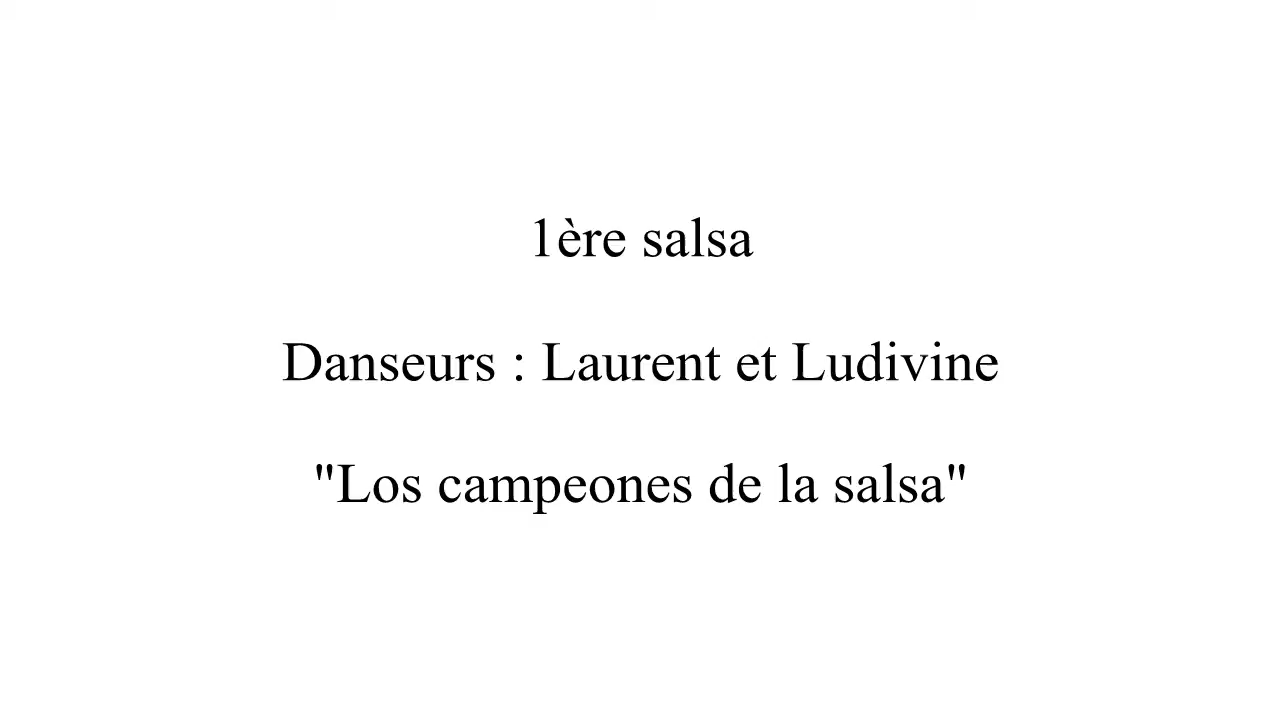 1ère salsa
Danseurs : Laurent et Ludivine
"Los campeones de la salsa"